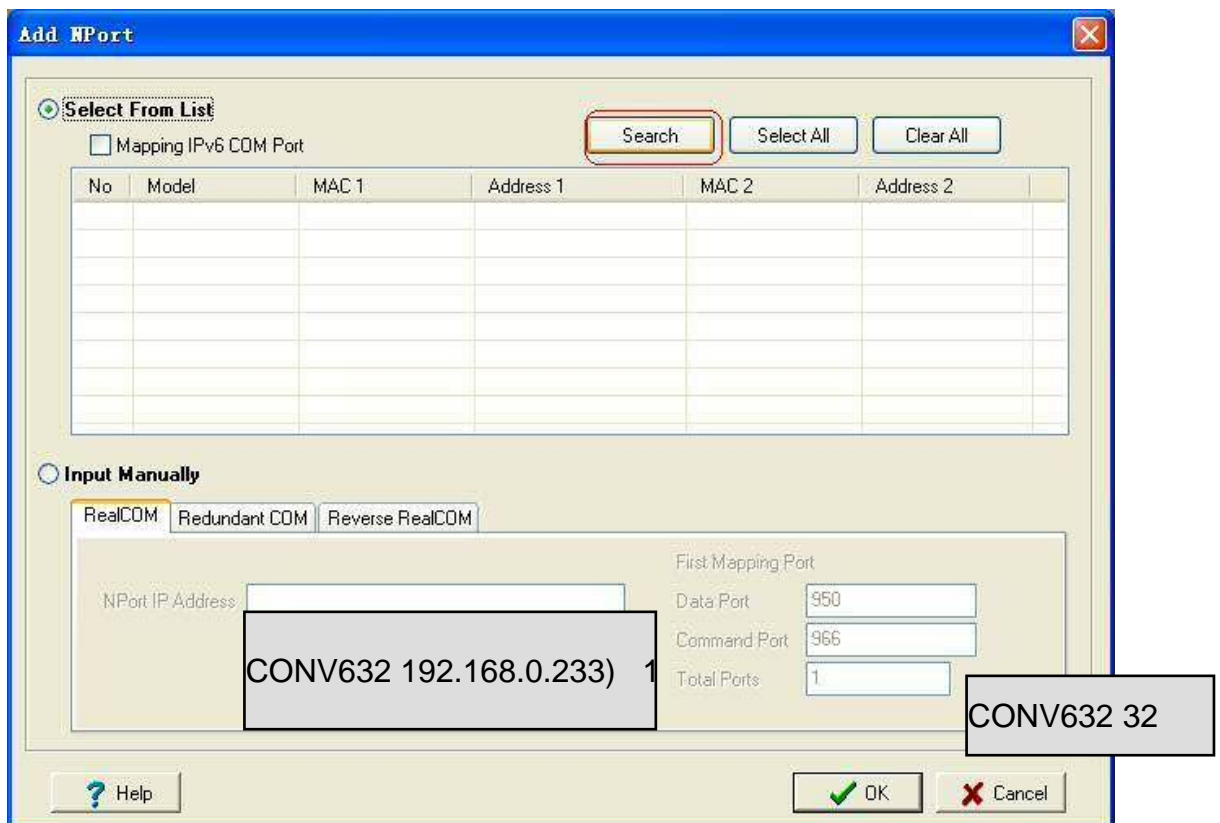 Add NPort
Select From List
Mapping IPv6 COM Port
Search
Select All
Clear All
No Model MAC 1 Address 1 MAC 2 Address 2
Input Manually
RealCOM Redundant COM Reverse RealCOM
First Mapping Port
NPort IP Address
Data Port 950
Command Port 966
Total Ports 1
CONV632 192.168.0.233) 1
CONV632 32
? Help
OK
Cancel